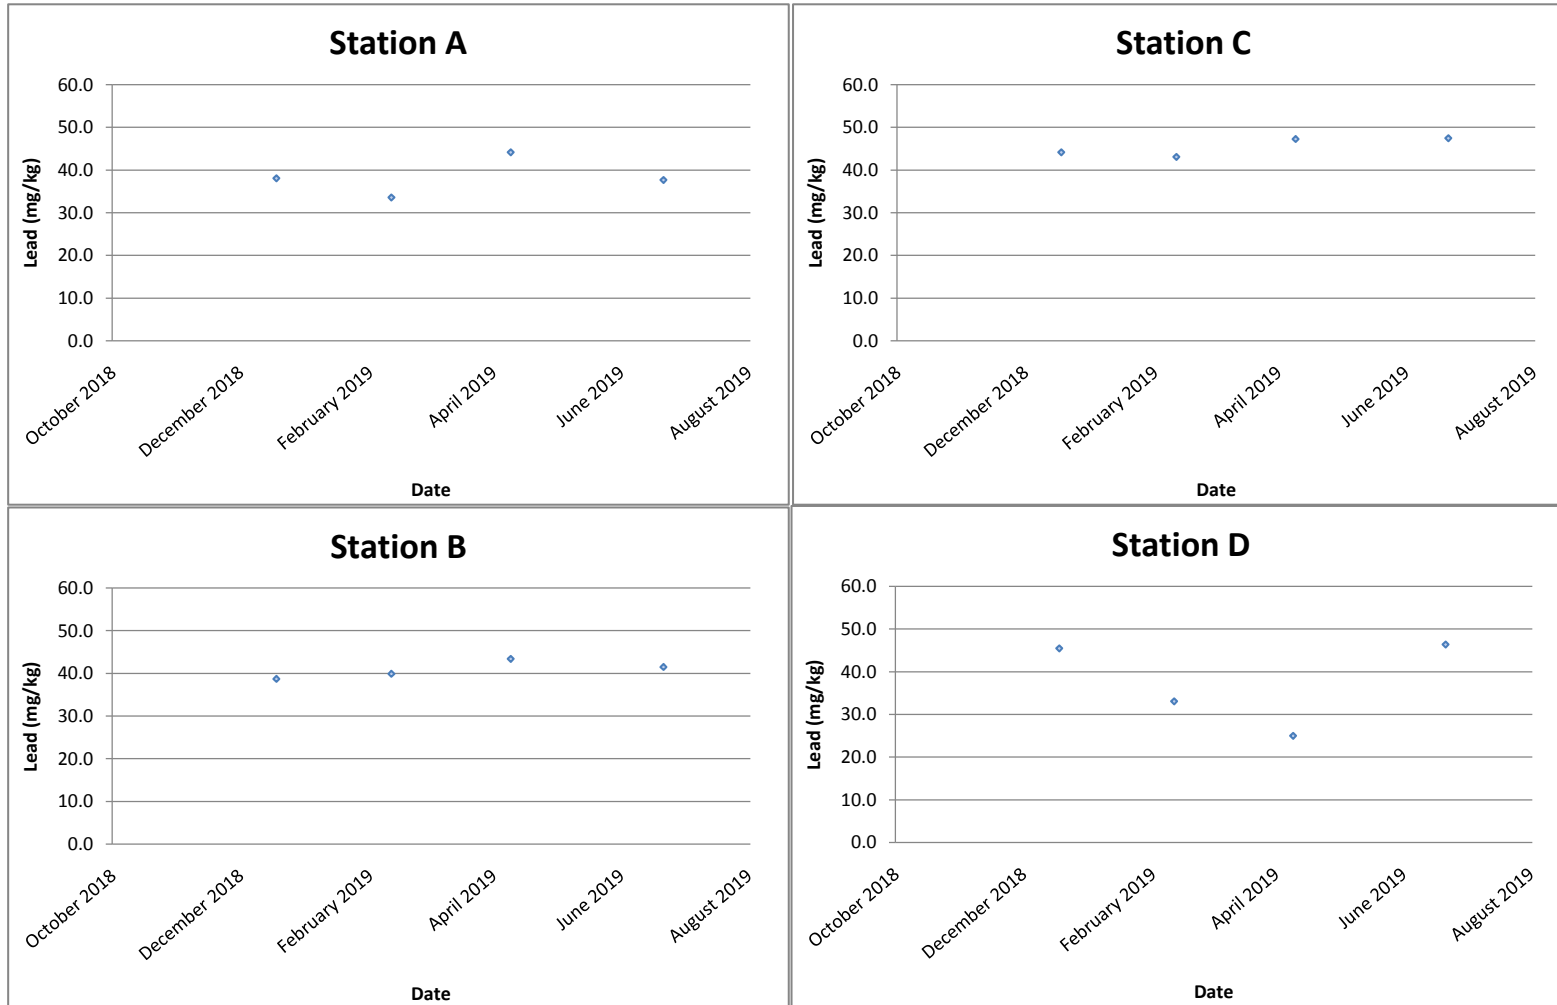 Station A
60.0
50.0
40.0
30.0
20.0
10.0
0.0
Lead (mg/kg)
October 2018
December 2018
February 2019
April 2019
June 2019
August 2019
Date
Station C
60.0
50.0
40.0
30.0
20.0
10.0
0.0
Lead (mg/kg)
October 2018
December 2018
February 2019
April 2019
June 2019
August 2019
Date
Station B
60.0
50.0
40.0
30.0
20.0
10.0
0.0
Lead (mg/kg)
October 2018
December 2018
February 2019
April 2019
June 2019
August 2019
Date
Station D
60.0
50.0
40.0
30.0
20.0
10.0
0.0
Lead (mg/kg)
October 2018
December 2018
February 2019
April 2019
June 2019
August 2019
Date